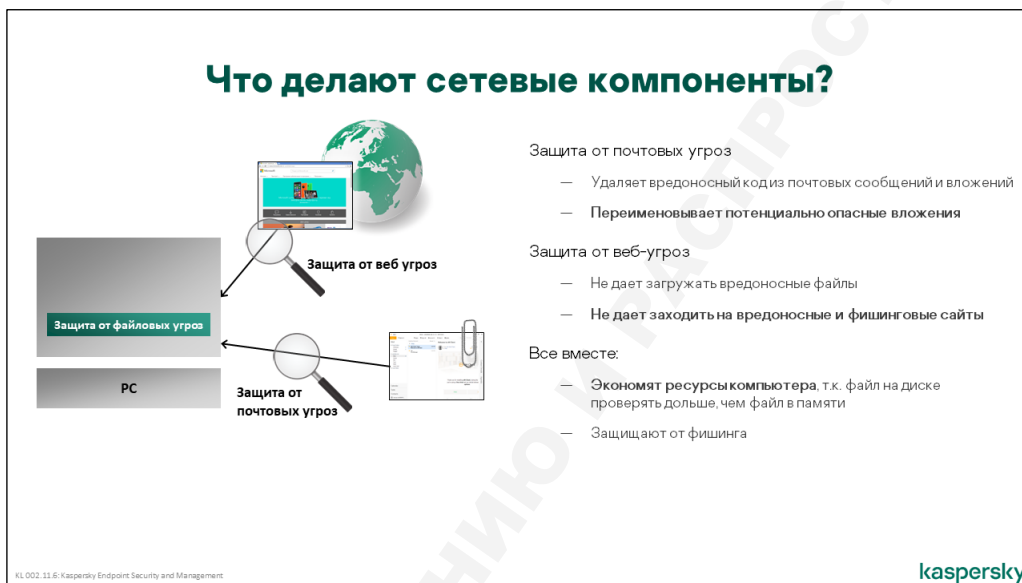 Что делают сетевые компоненты?
Защита от веб угроз
Защита от файловых угроз
PC
Защита от
почтовых угроз
Защита от почтовых угроз
— Удаляет вредоносный код из почтовых сообщений и вложений
— Переименовывает потенциально опасные вложения
Защита от веб-угроз
— Не дает загружать вредоносные файлы
— Не дает заходить на вредоносные и фишинговые сайты
Все вместе:
— Экономят ресурсы компьютера, т.к. файл на диске
проверять дольше, чем файл в памяти
— Защищают от фишинга
KL 002.11.6: Kaspersky Endpoint Security and Management
kaspersky